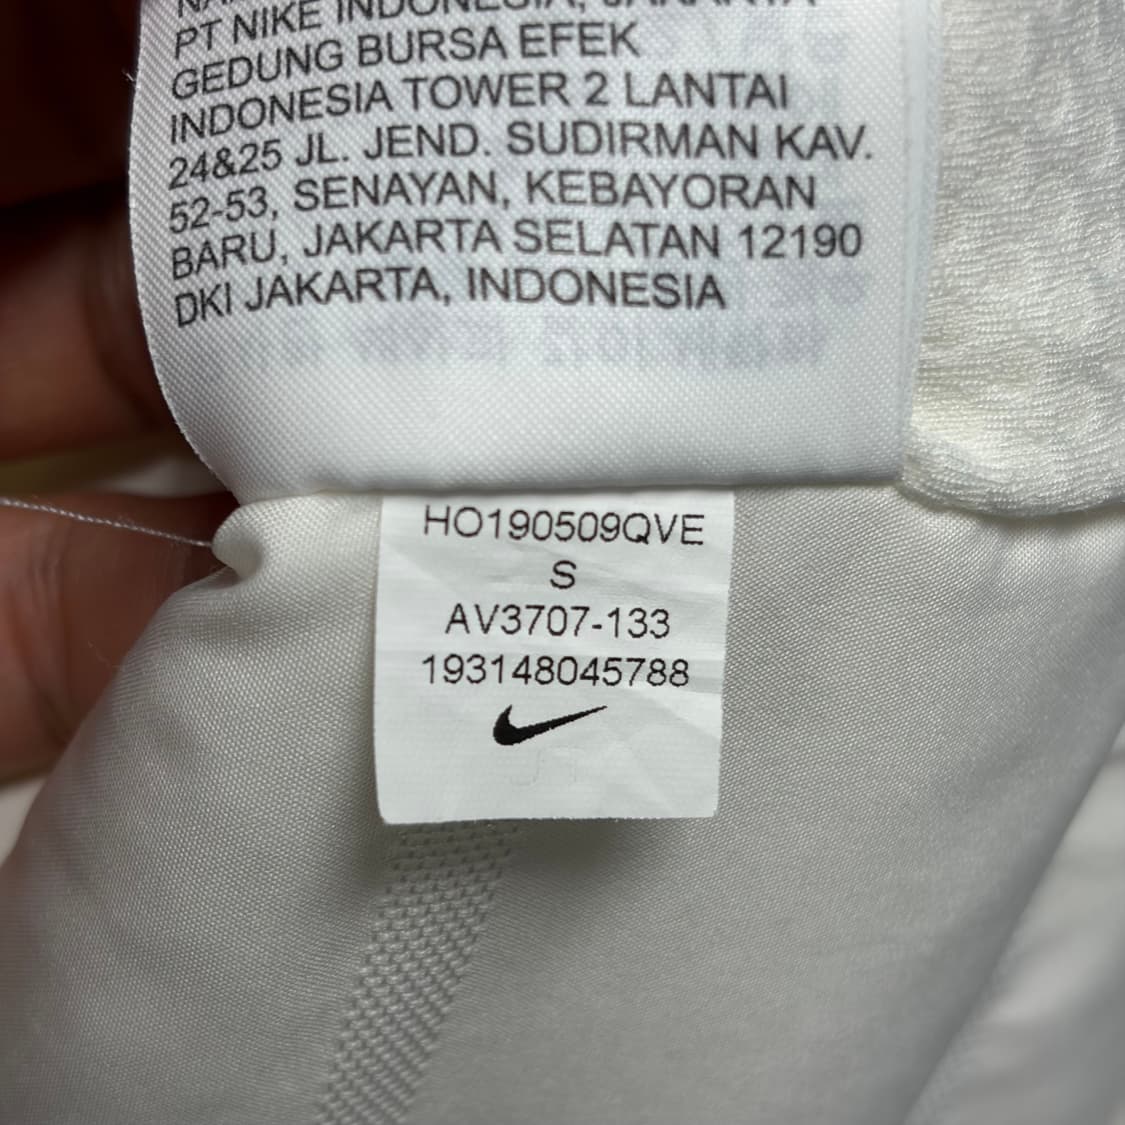 PT NIKE INDONESIA, JAKARTA
GEDUNG BURSA EFEK
INDONESIA TOWER 2 LANTAI
24&25 JL. JEND. SUDIRMAN KAV.
52-53, SENAYAN, KEBAYORAN
BARU, JAKARTA SELATAN 12190
DKI JAKARTA, INDONESIA
HO190509QVE
S
AV3707-133
193148045788